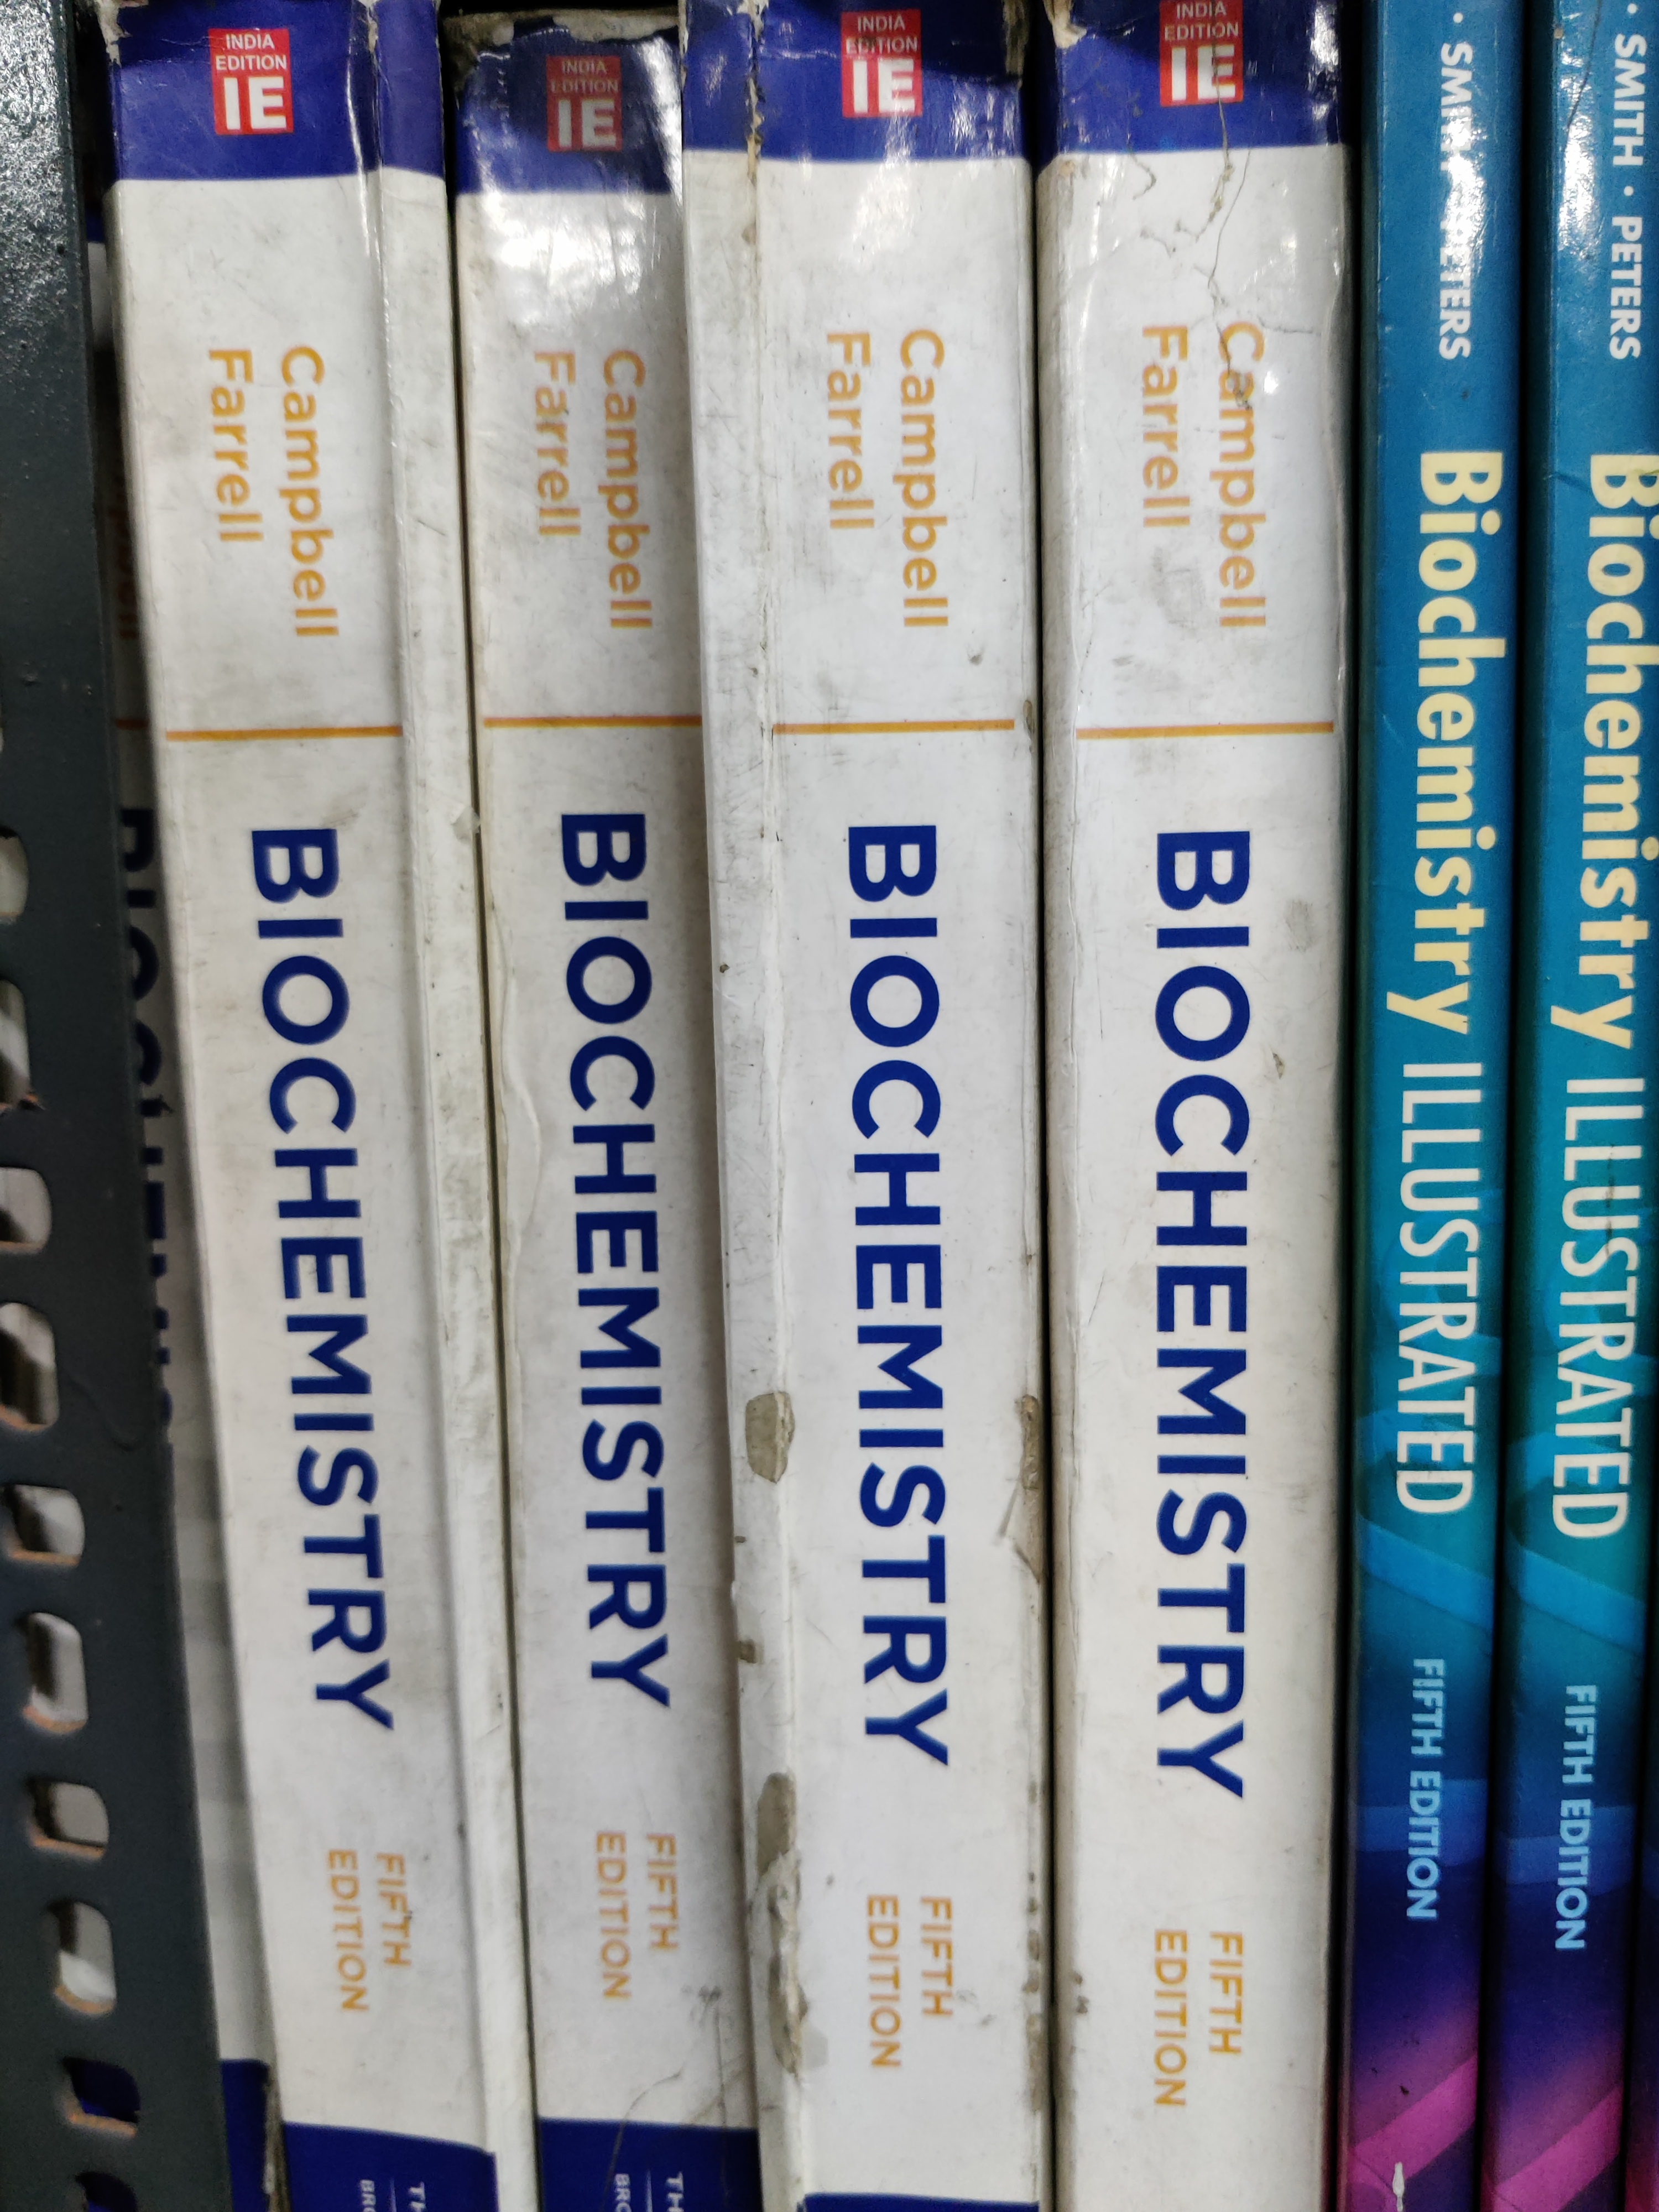 INDIA
EDITION
IE
Campbell
Farrell
BIOCHEMISTRY
FIFTH
EDITION
INDIA
EDITION
IE
Campbell
Farrell
BIOCHEMISTRY
FIFTH
EDITION
INDIA
EDITION
IE
Campbell
Farrell
BIOCHEMISTRY
FIFTH
EDITION
INDIA
EDITION
IE
Campbell
Farrell
BIOCHEMISTRY
FIFTH
EDITION
· SMITH · PETERS
Biochemistry ILLUSTRATED
FIFTH EDITION
· SMITH · PETERS
Biochemistry ILLUSTRATED
FIFTH EDITION